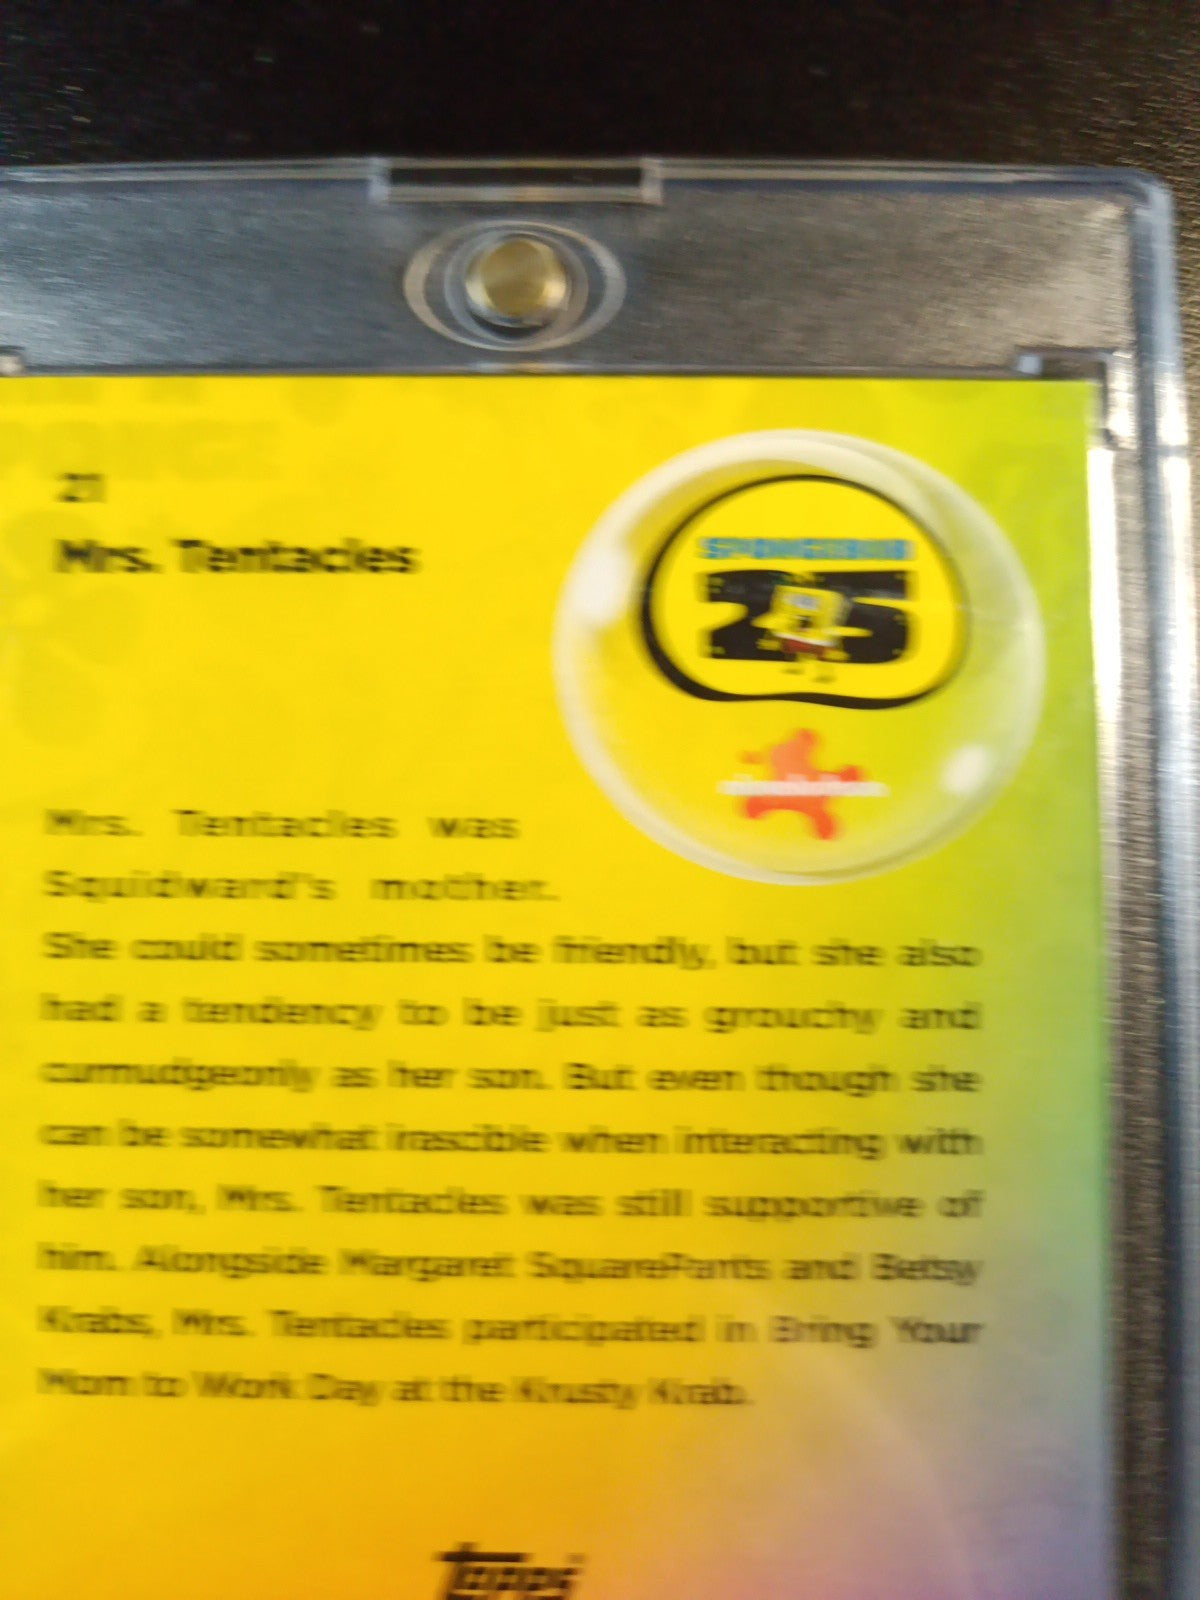 21
Mrs. Tentacles
SPONGEBOB
25
nickelodeon
Mrs. Tentacles was
Squidward's mother.
She could sometimes be friendly, but she also
had a tendency to be just as grouchy and
curmudgeonly as her son. But even though she
can be somewhat irascible when interacting with
her son, Mrs. Tentacles was still supportive of
him. Alongside Margaret SquarePants and Betsy
Krabs, Mrs. Tentacles participated in Bring Your
Mom to Work Day at the Krusty Krab.
Topps